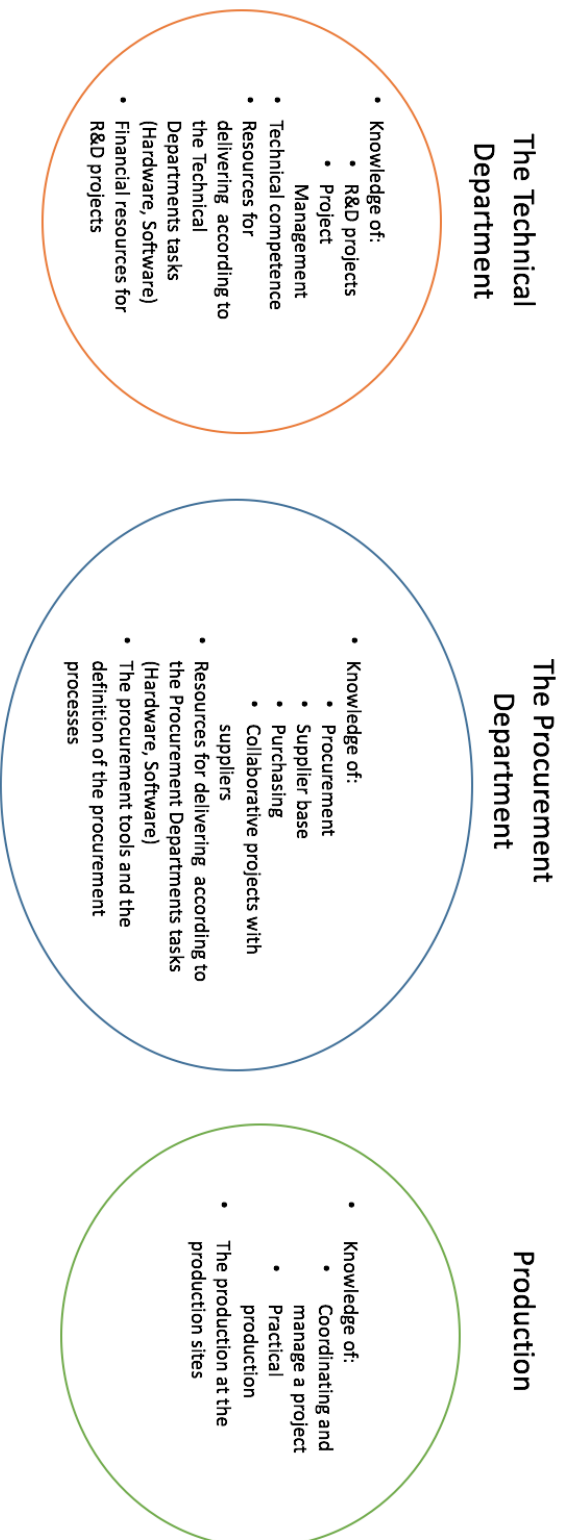 The Technical
Department
• Knowledge of:
• R&D projects
• Project
Management
• Technical competence
• Resources for
delivering according to
the Technical
Departments tasks
(Hardware, Software)
• Financial resources for
R&D projects
The Procurement
Department
• Knowledge of:
• Procurement
• Supplier base
• Purchasing
• Collaborative projects with
suppliers
• Resources for delivering according to
the Procurement Departments tasks
(Hardware, Software)
• The procurement tools and the
definition of the procurement
processes
Production
• Knowledge of:
• Coordinating and
manage a project
• Practical
production
• The production at the
production sites